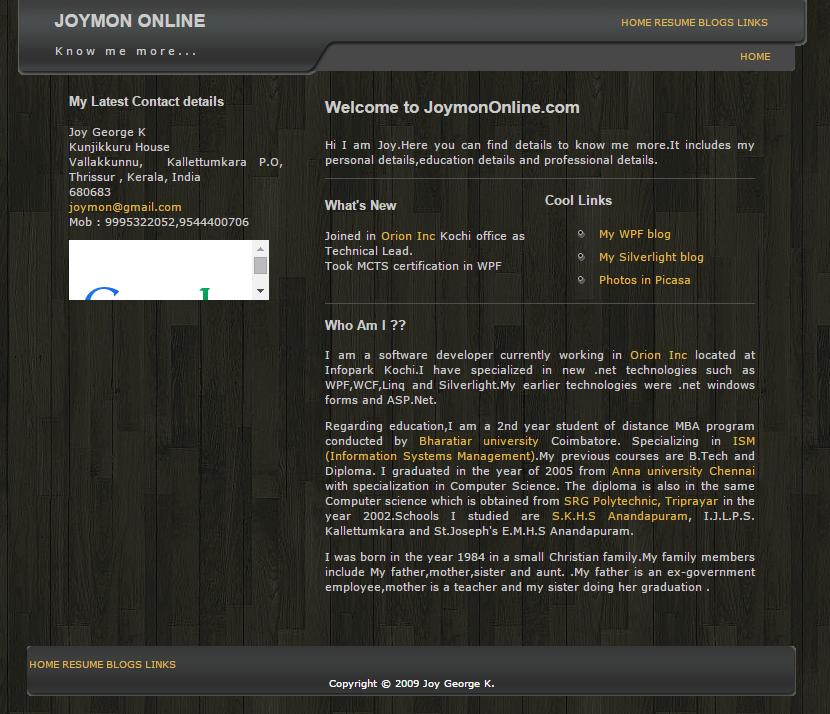 JOYMON ONLINE
HOME RESUME BLOGS LINKS
Know me more...
HOME
My Latest Contact details
Joy George K
Kunjikkuru House
Vallakkunnu, Kallettumkara P.O,
Thrissur , Kerala, India
680683
joymon@gmail.com
Mob : 9995322052,9544400706
Welcome to JoymonOnline.com
Hi I am Joy.Here you can find details to know me more.It includes my
personal details,education details and professional details.
What's New
Joined in Orion Inc Kochi office as
Technical Lead.
Took MCTS certification in WPF
Cool Links
My WPF blog
My Silverlight blog
Photos in Picasa
Who Am I ??
I am a software developer currently working in Orion Inc located at
Infopark Kochi.I have specialized in new .net technologies such as
WPF,WCF,Linq and Silverlight.My earlier technologies were .net windows
forms and ASP.Net.
Regarding education,I am a 2nd year student of distance MBA program
conducted by Bharatiar university Coimbatore. Specializing in ISM
(Information Systems Management).My previous courses are B.Tech and
Diploma. I graduated in the year of 2005 from Anna university Chennai
with specialization in Computer Science. The diploma is also in the same
Computer science which is obtained from SRG Polytechnic, Triprayar in the
year 2002.Schools I studied are S.K.H.S Anandapuram, I.J.L.P.S.
Kallettumkara and St.Joseph's E.M.H.S Anandapuram.
I was born in the year 1984 in a small Christian family.My family members
include My father,mother,sister and aunt. .My father is an ex-government
employee,mother is a teacher and my sister doing her graduation .
HOME RESUME BLOGS LINKS
Copyright © 2009 Joy George K.